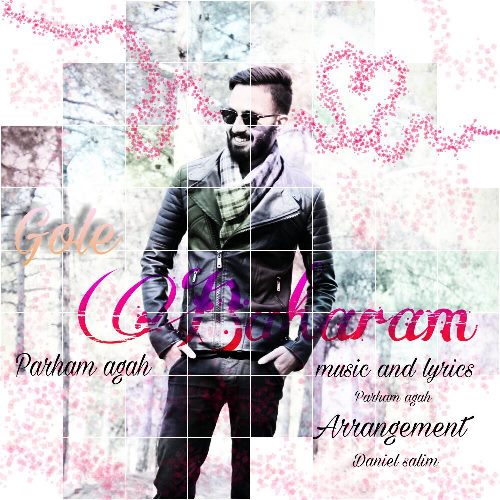 Gole
Baharam
Parham agah
music and lyrics
Parham agah
Arrangement
Daniel salim